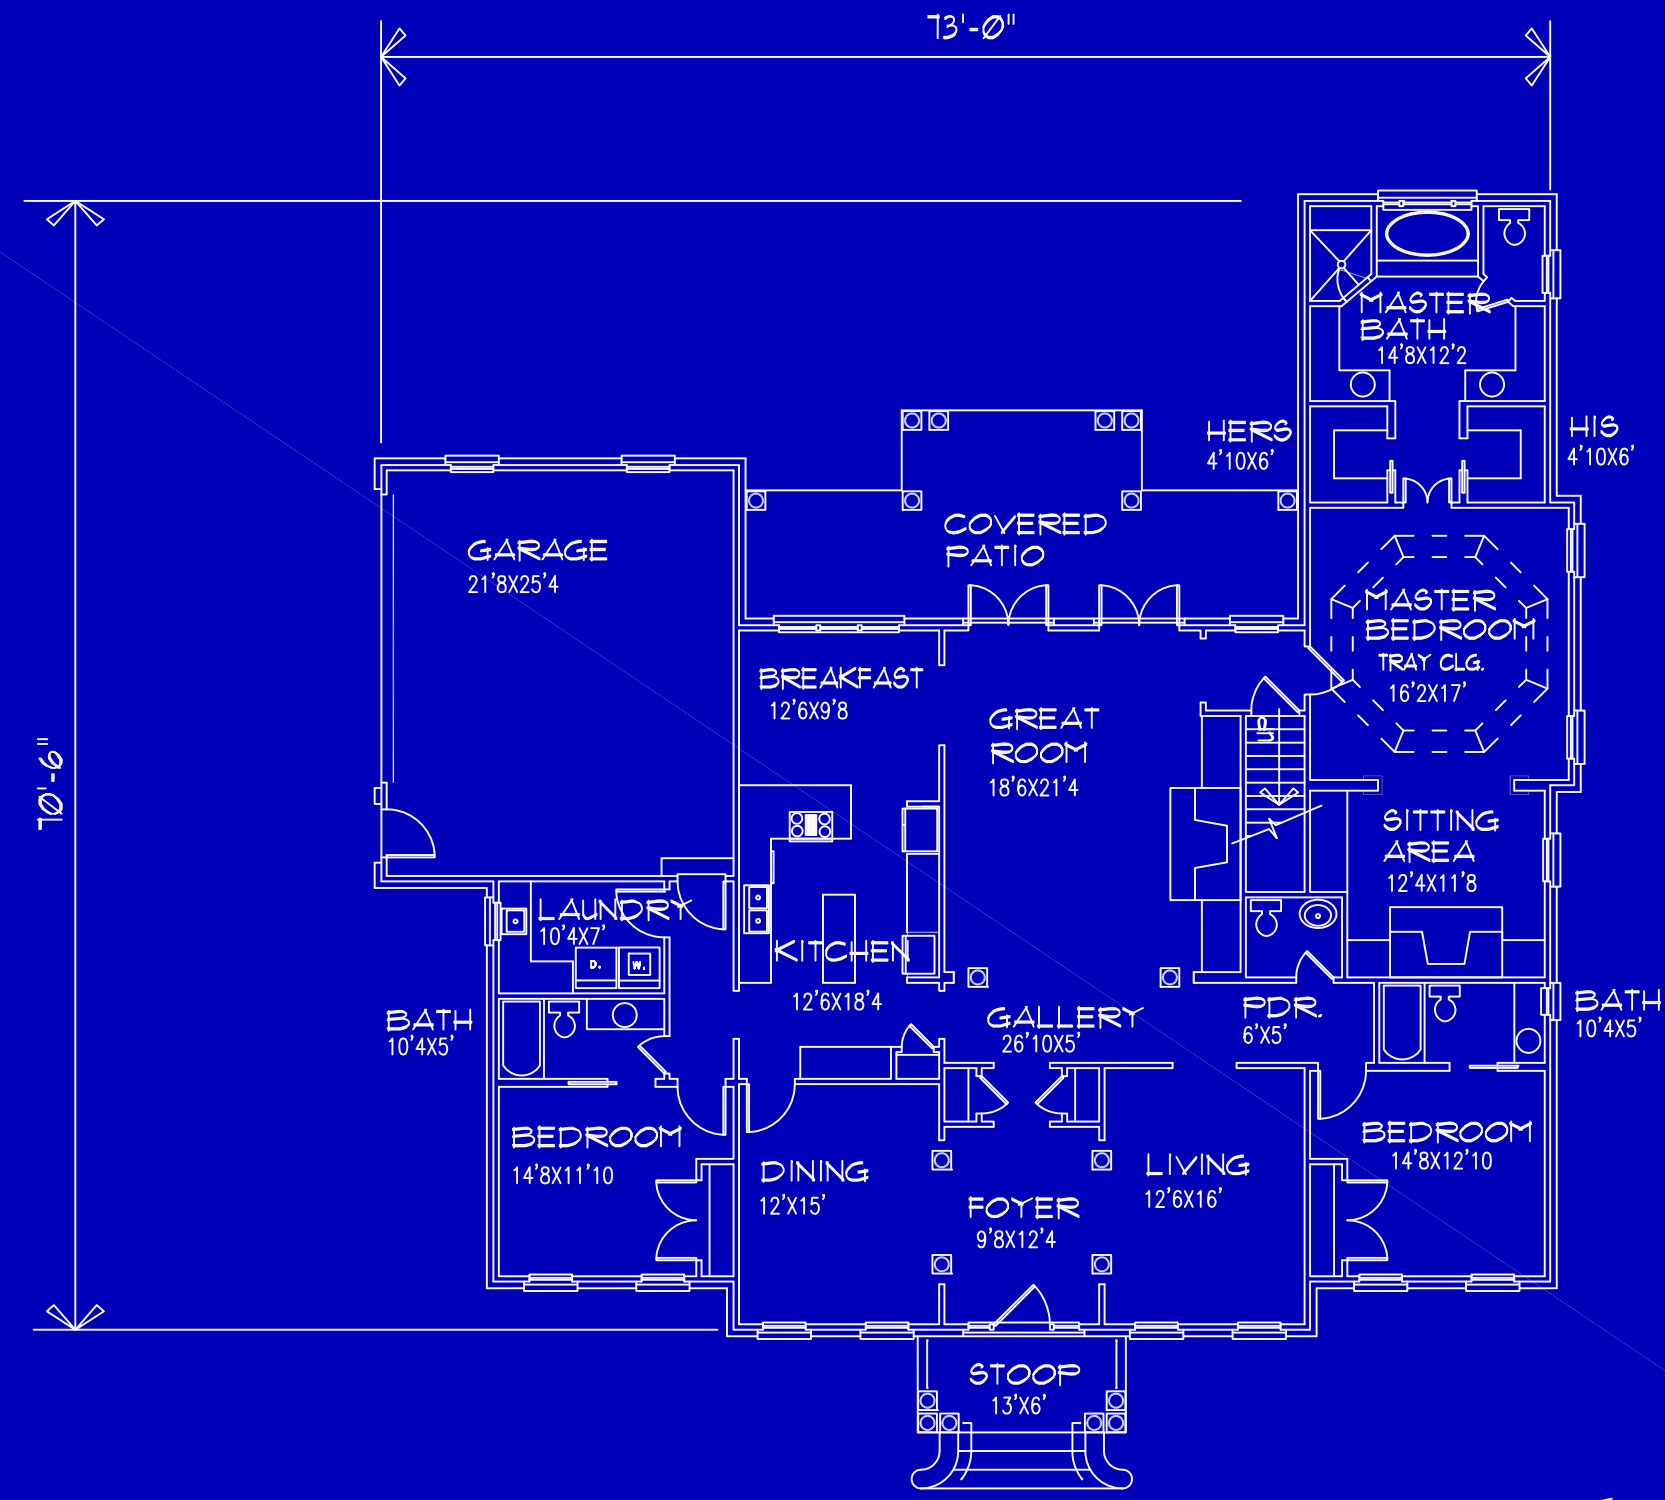 73'-0"
70'-6"
MASTER
BATH
14'8X12'2
HERS
4'10X6'
HIS
4'10X6'
GARAGE
21'8X25'4
COVERED
PATIO
MASTER
BEDROOM
TRAY CLG.
16'2X17'
BREAKFAST
12'6X9'8
GREAT
ROOM
18'6X21'4
UP
SITTING
AREA
12'4X11'8
LAUNDRY
10'4X7'
D.
W.
KITCHEN
12'6X18'4
BATH
10'4X5'
GALLERY
26'10X5'
PDR.
6'X5'
BATH
10'4X5'
BEDROOM
14'8X11'10
DINING
12'X15'
FOYER
9'8X12'4
LIVING
12'6X16'
BEDROOM
14'8X12'10
STOOP
13'X6'